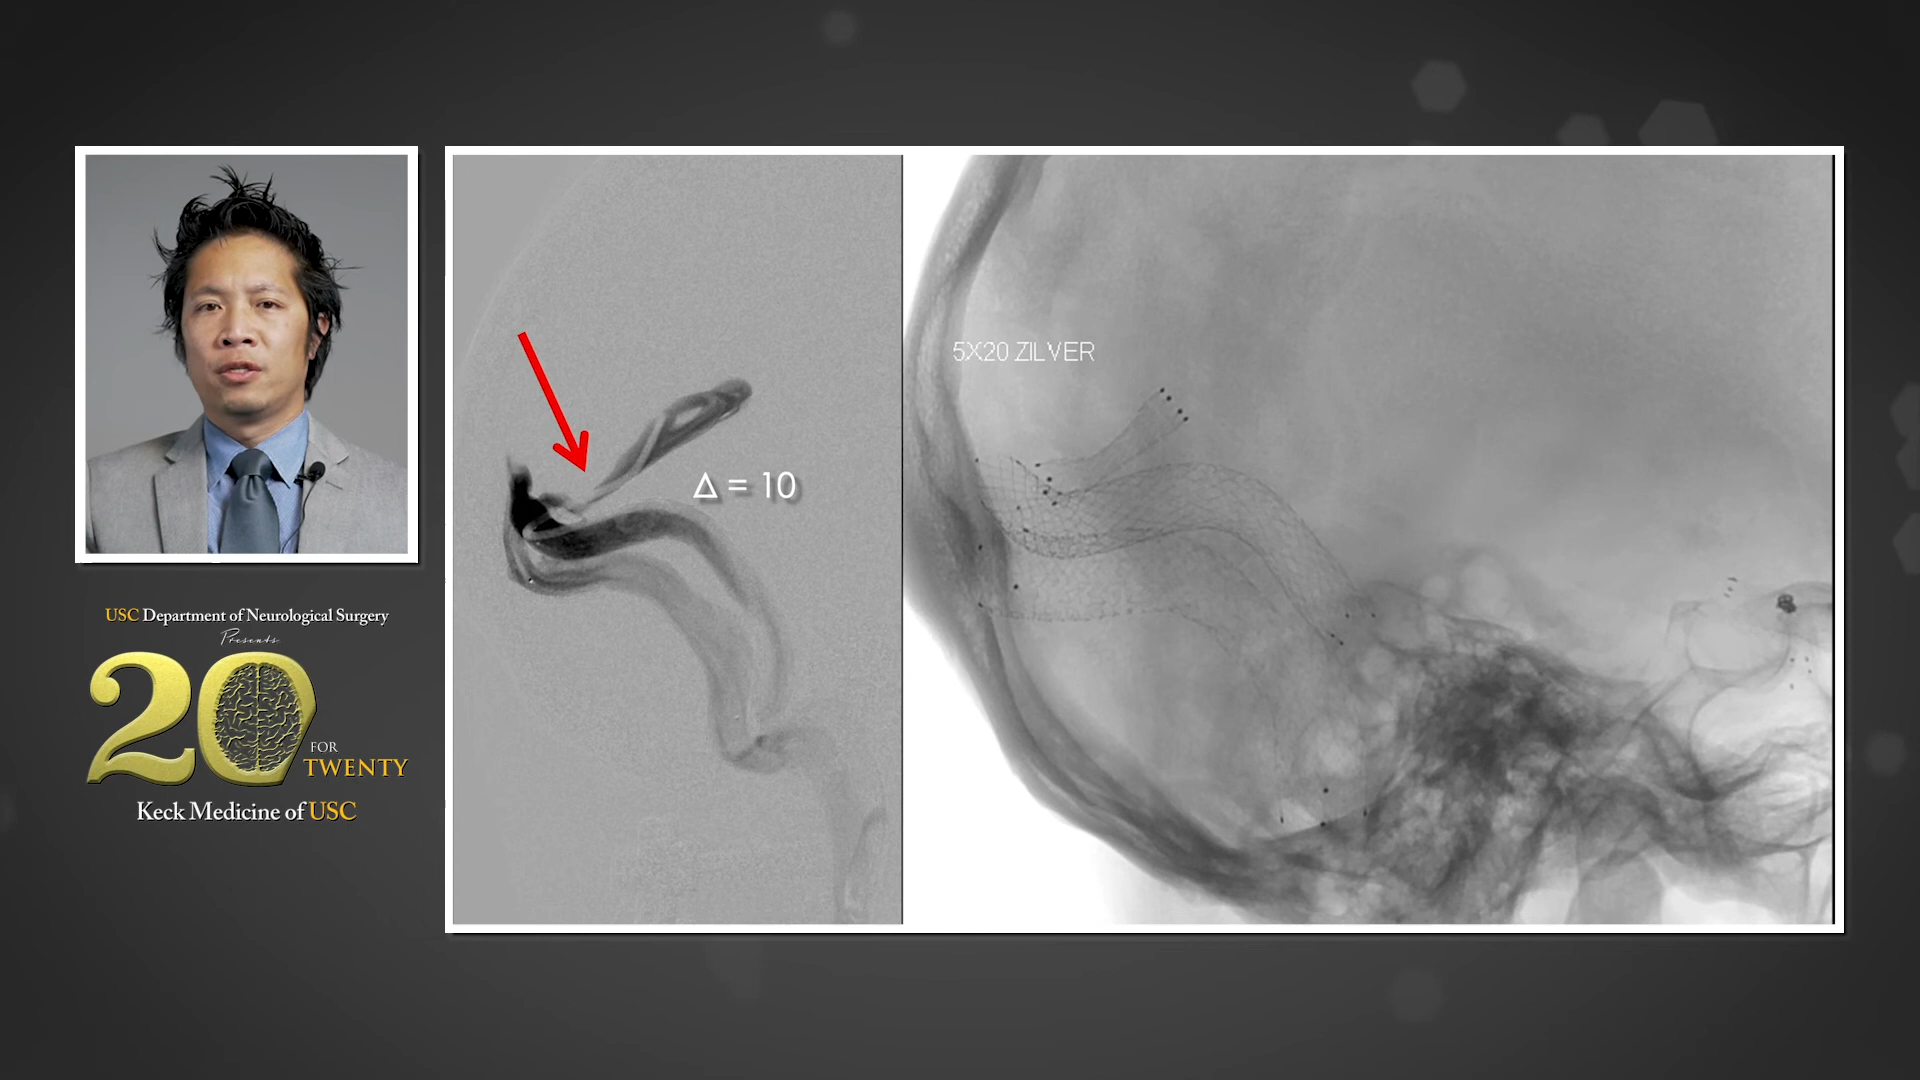 5X20 ZILVER
Δ = 10
USC Department of Neurological Surgery
Presents
20
FOR
TWENTY
Keck Medicine of USC